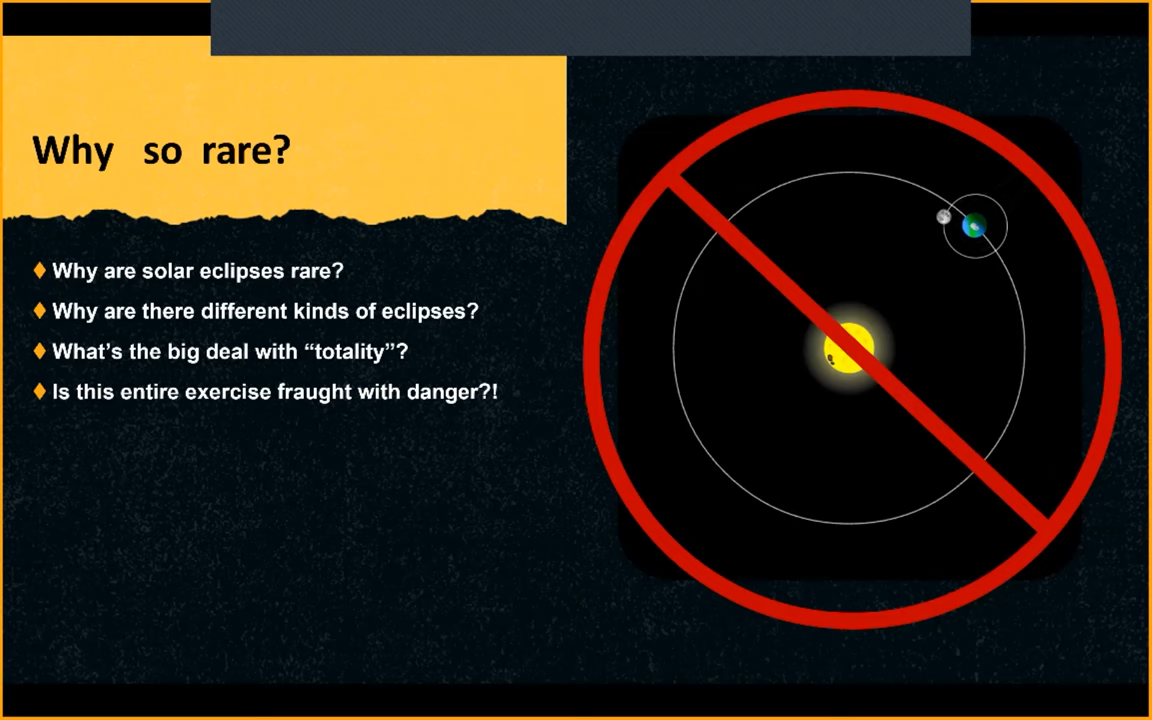 Why so rare?
Why are solar eclipses rare?
Why are there different kinds of eclipses?
What’s the big deal with “totality”?
Is this entire exercise fraught with danger?!